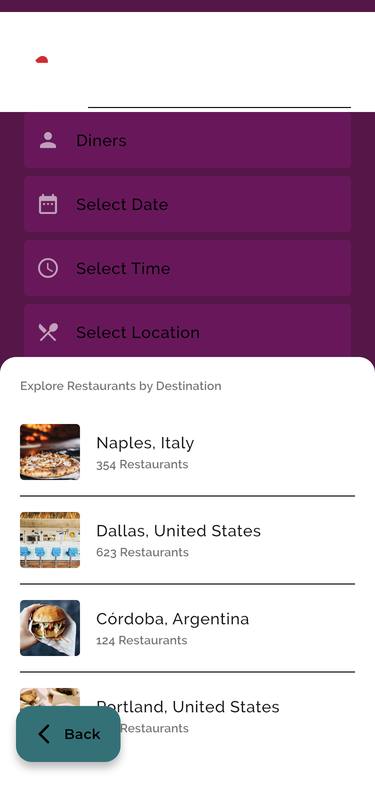 Diners
Select Date
Select Time
Select Location
Explore Restaurants by Destination
Naples, Italy
354 Restaurants
Dallas, United States
623 Restaurants
Córdoba, Argentina
124 Restaurants
Portland, United States
Restaurants
Back